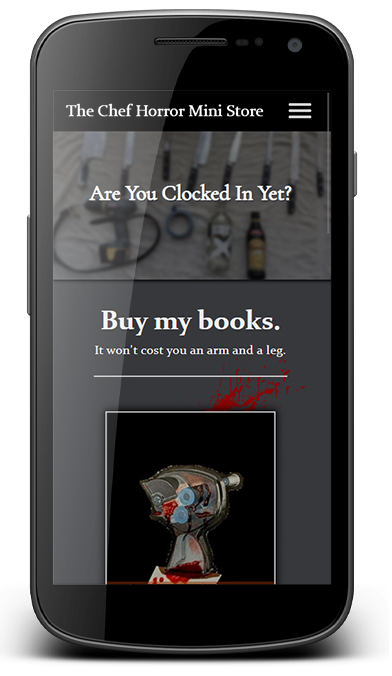 The Chef Horror Mini Store
Are You Clocked In Yet?
Buy my books.
It won't cost you an arm and a leg.